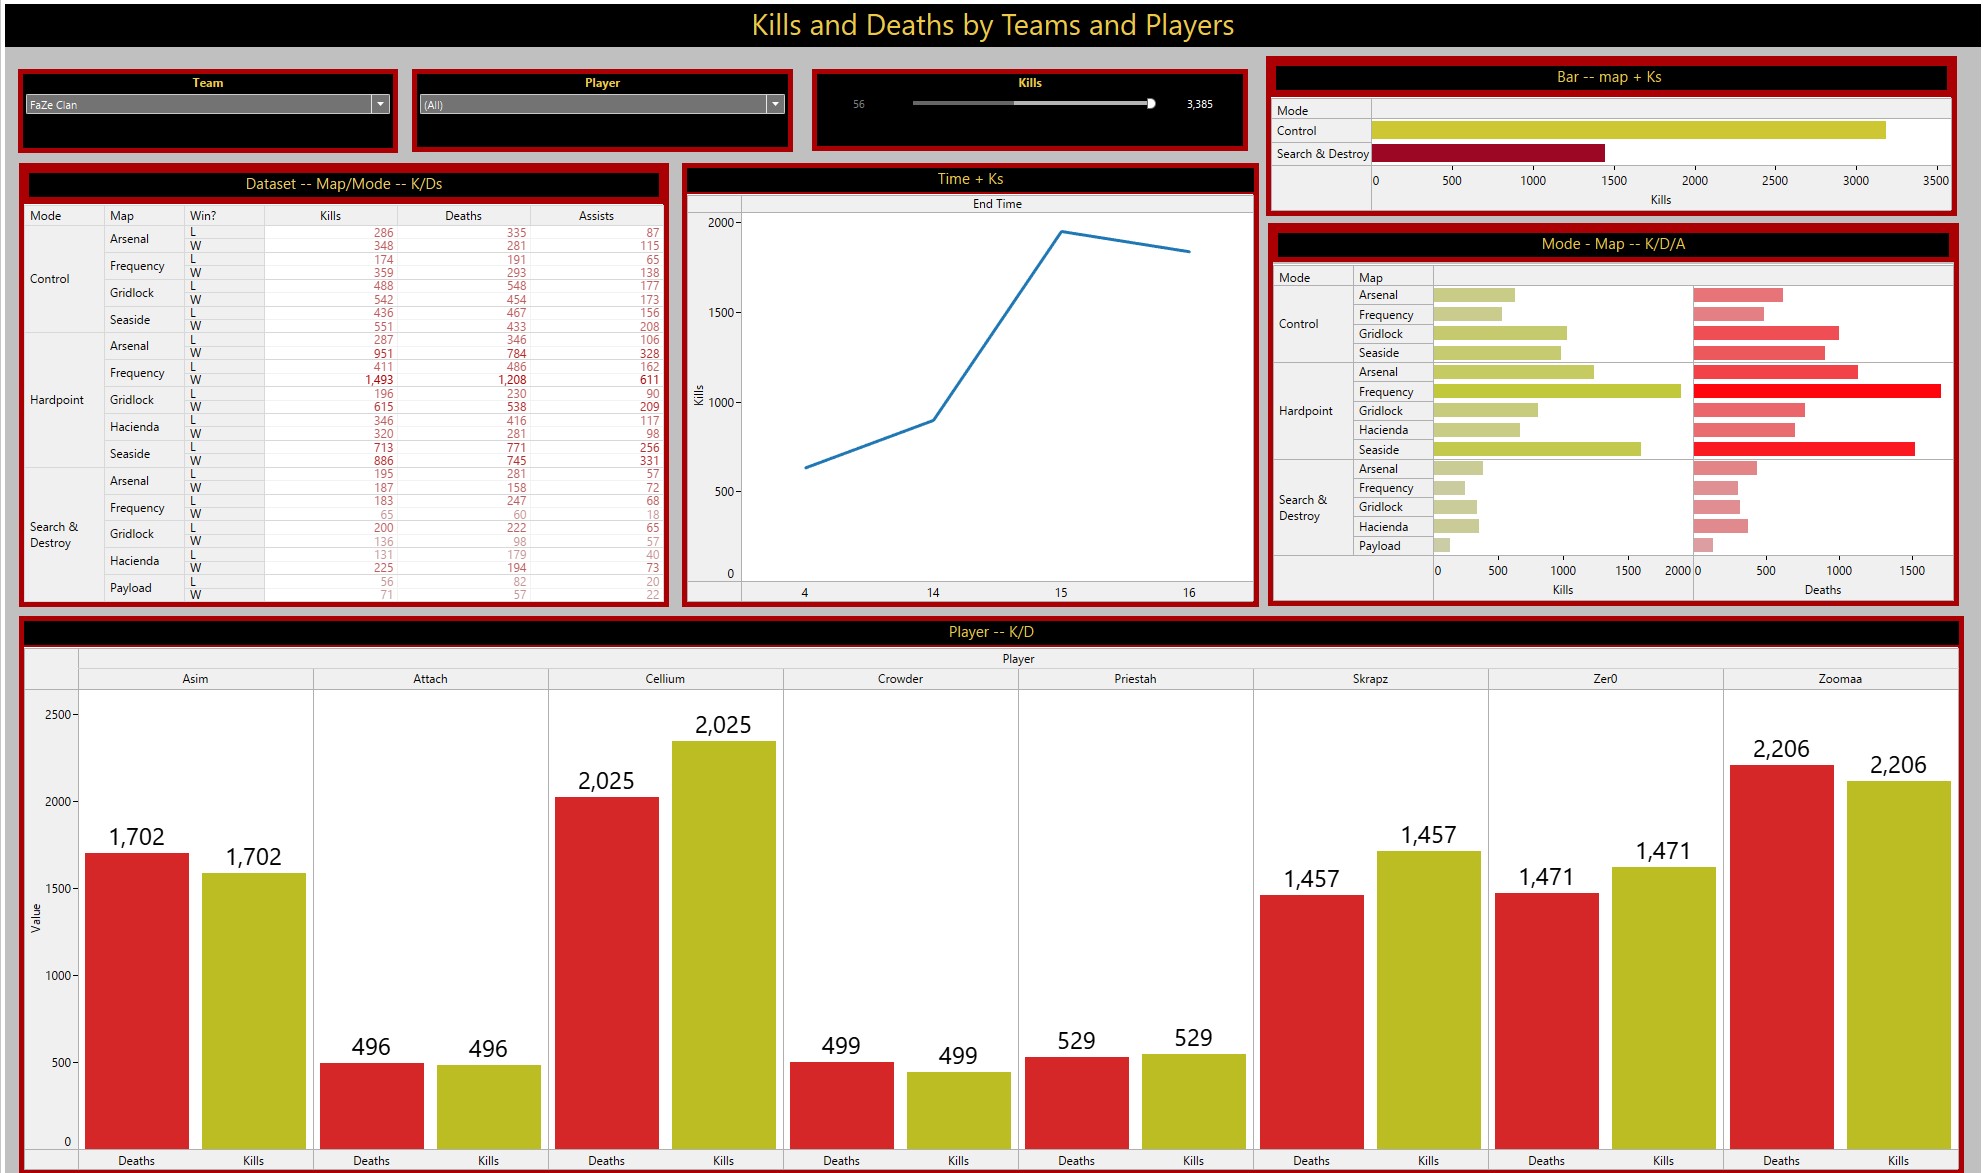 Kills and Deaths by Teams and Players
Team
FaZe Clan
Player
(All)
Kills
56 3,385
Bar -- map + Ks
Mode
Control
Search & Destroy
0 500 1000 1500 2000 2500 3000 3500
Kills
Dataset -- Map/Mode -- K/Ds
Mode Map Win? Kills Deaths Assists
Control Arsenal L 286 335 87
W 348 281 115
Frequency L 174 191 65
W 359 293 138
Gridlock L 488 548 177
W 542 454 173
Seaside L 436 467 156
W 551 433 208
Hardpoint Arsenal L 287 346 106
W 951 784 328
Frequency L 411 486 162
W 1,493 1,208 611
Gridlock L 196 230 90
W 615 538 209
Hacienda L 346 416 117
W 320 281 98
Seaside L 713 771 256
W 886 745 331
Search & Destroy Arsenal L 195 281 57
W 187 158 72
Frequency L 183 247 68
W 65 60 18
Gridlock L 200 222 65
W 136 98 57
Hacienda L 131 179 40
W 225 194 73
Payload L 56 82 20
W 71 57 22
Time + Ks
End Time
2000
1500
1000
500
0
Kills
4 14 15 16
Mode - Map -- K/D/A
Mode Map
Control Arsenal
Frequency
Gridlock
Seaside
Hardpoint Arsenal
Frequency
Gridlock
Hacienda
Seaside
Search & Destroy Arsenal
Frequency
Gridlock
Hacienda
Payload
0 500 1000 1500 2000 0 500 1000 1500
Kills Deaths
Player -- K/D
Player
Asim Attach Cellium Crowder Priestah Skrapz Zer0 Zoomaa
2500
2000
1500
1000
500
0
Value
1,702 1,702 496 496 2,025 2,025 499 499 529 529 1,457 1,457 1,471 1,471 2,206 2,206
Deaths Kills Deaths Kills Deaths Kills Deaths Kills Deaths Kills Deaths Kills Deaths Kills Deaths Kills